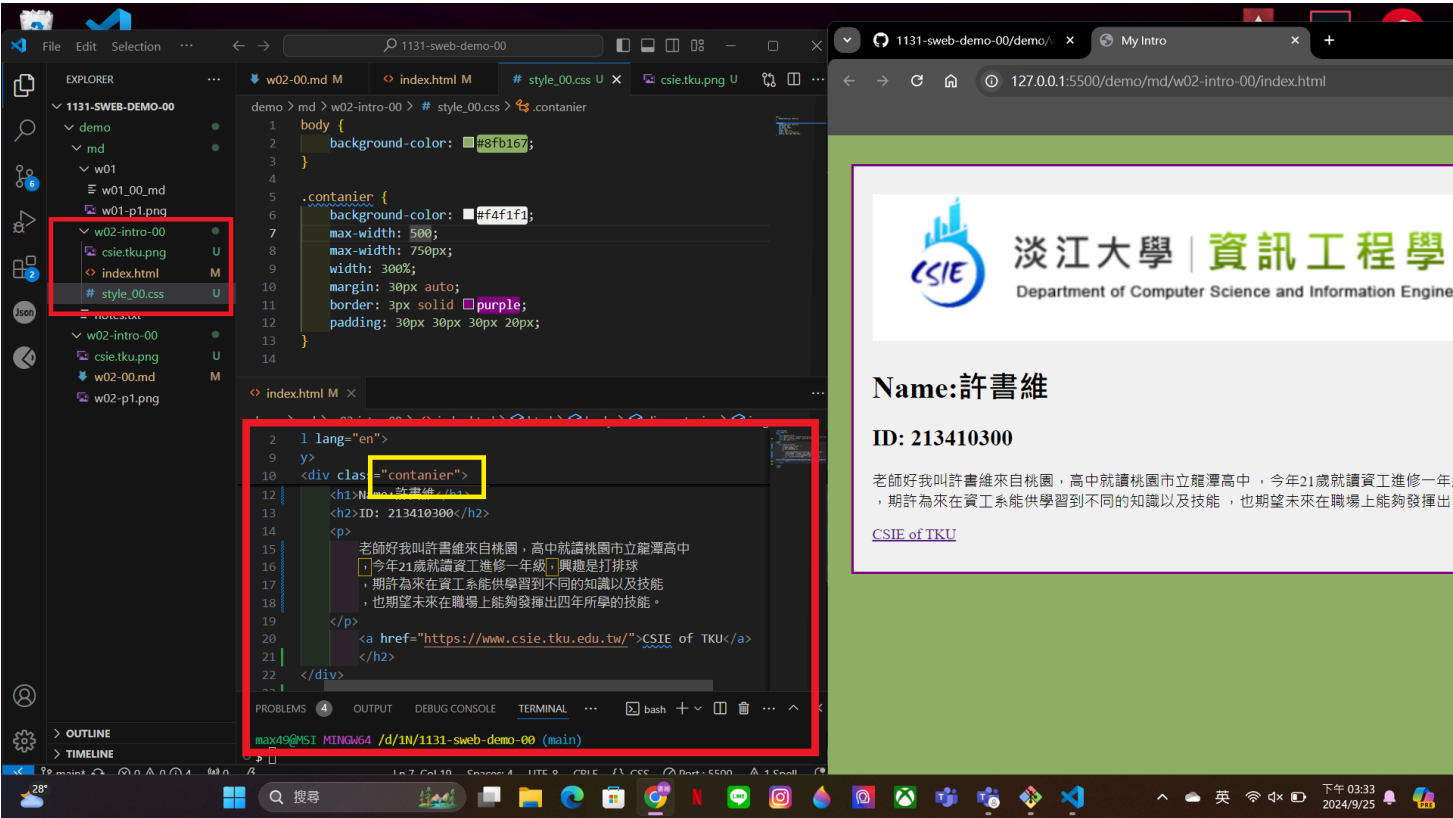 File Edit Selection ··· 1131-sweb-demo-00
EXPLORER ···
1131-SWEB-DEMO-00
demo
md
w01
w01_00_md
w01-p1.png
w02-intro-00
csie.tku.png U
index.html M
# style_00.css U
notes.txt
w02-intro-00
csie.tku.png U
w02-00.md M
w02-p1.png
OUTLINE
TIMELINE
6
2
Json
w02-00.md M index.html M # style_00.css U csie.tku.png U ···
demo > md > w02-intro-00 > # style_00.css > .contanier
1 body {
2 background-color: #8fb167;
3 }
4
5 .contanier {
6 background-color: #f4f1f1;
7 max-width: 500;
8 max-width: 750px;
9 width: 300%;
10 margin: 30px auto;
11 border: 3px solid purple;
12 padding: 30px 30px 30px 20px;
13 }
14
index.html M ···
2 l lang="en">
9 y>
10 <div class="contanier">
12 <h1>Name:許書維</h1>
13 <h2>ID: 213410300</h2>
14 <p>
15 老師好我叫許書維來自桃園，高中就讀桃園市立龍潭高中
16 ，今年21歲就讀資工進修一年級，興趣是打排球
17 ，期許為來在資工系能供學習到不同的知識以及技能
18 ，也期望未來在職場上能夠發揮出四年所學的技能。
19 </p>
20 <a href="https://www.csie.tku.edu.tw/">CSIE of TKU</a>
21 </h2>
22 </div>
PROBLEMS 4 OUTPUT DEBUG CONSOLE TERMINAL ··· bash ···
max49@MSI MINGW64 /d/1N/1131-sweb-demo-00 (main)
1131-sweb-demo-00/demo/ My Intro
127.0.0.1:5500/demo/md/w02-intro-00/index.html
CSIE
淡江大學｜資訊工程學
Department of Computer Science and Information Engine
Name:許書維
ID: 213410300
老師好我叫許書維來自桃園，高中就讀桃園市立龍潭高中 ，今年21歲就讀資工進修一年
，期許為來在資工系能供學習到不同的知識以及技能 ，也期望未來在職場上能夠發揮出
CSIE of TKU
28°
搜尋
英
下午 03:33
2024/9/25
PRE